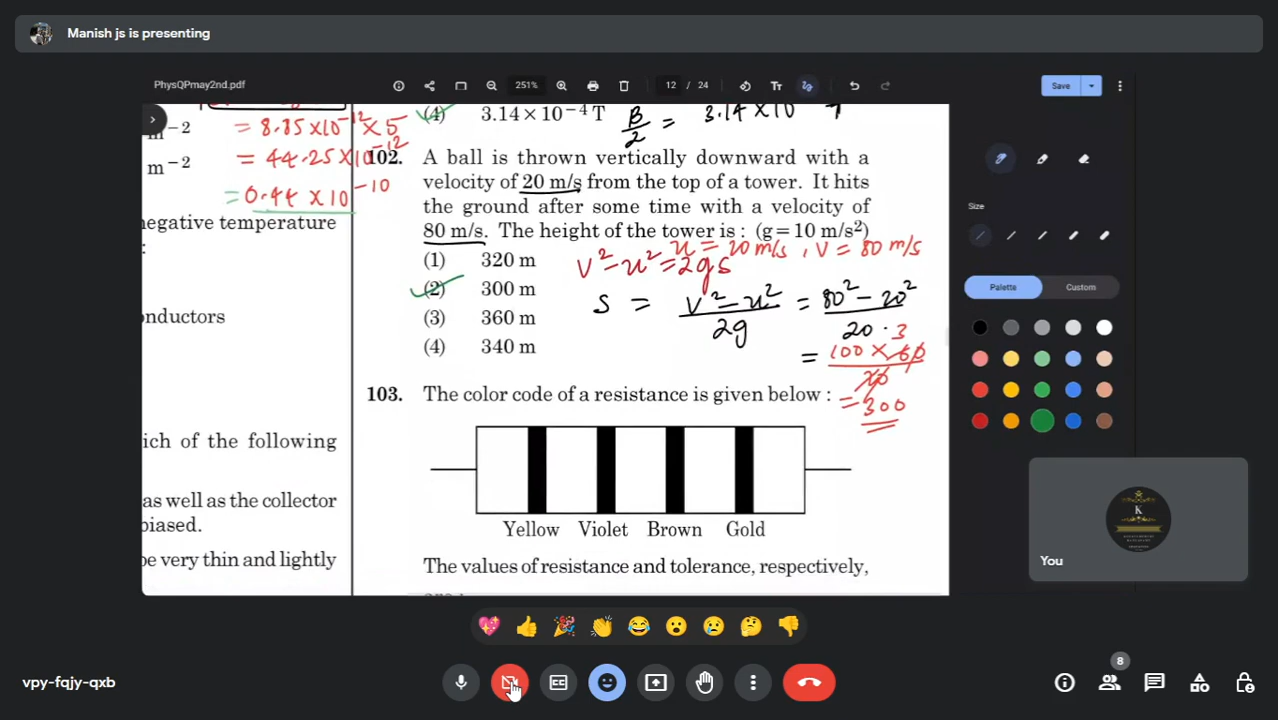 Manish js is presenting
PhysQPmay2nd.pdf
251%
12 / 24
Save
m⁻²
= 8.85×10⁻¹² × 5
= 44.25×10⁻¹²
m⁻²
= 0.44 ×10⁻¹⁰
negative temperature
:
nductors
ich of the following
as well as the collector
biased.
be very thin and lightly
(4) 3.14×10⁻⁴ T
B/2 = 3.14×10
102. A ball is thrown vertically downward with a
velocity of 20 m/s from the top of a tower. It hits
the ground after some time with a velocity of
80 m/s. The height of the tower is : (g=10 m/s²)
u = 20 m/s , v = 80 m/s
(1) 320 m
v²-u²=2gs
(2) 300 m
s = v²-u²/2g = 80²-20²/20
(3) 360 m
(4) 340 m
= 100×60/20 3
= 300
103. The color code of a resistance is given below :
Yellow Violet Brown Gold
The values of resistance and tolerance, respectively,
Size
Palette Custom
K
You
vpy-fqjy-qxb
8